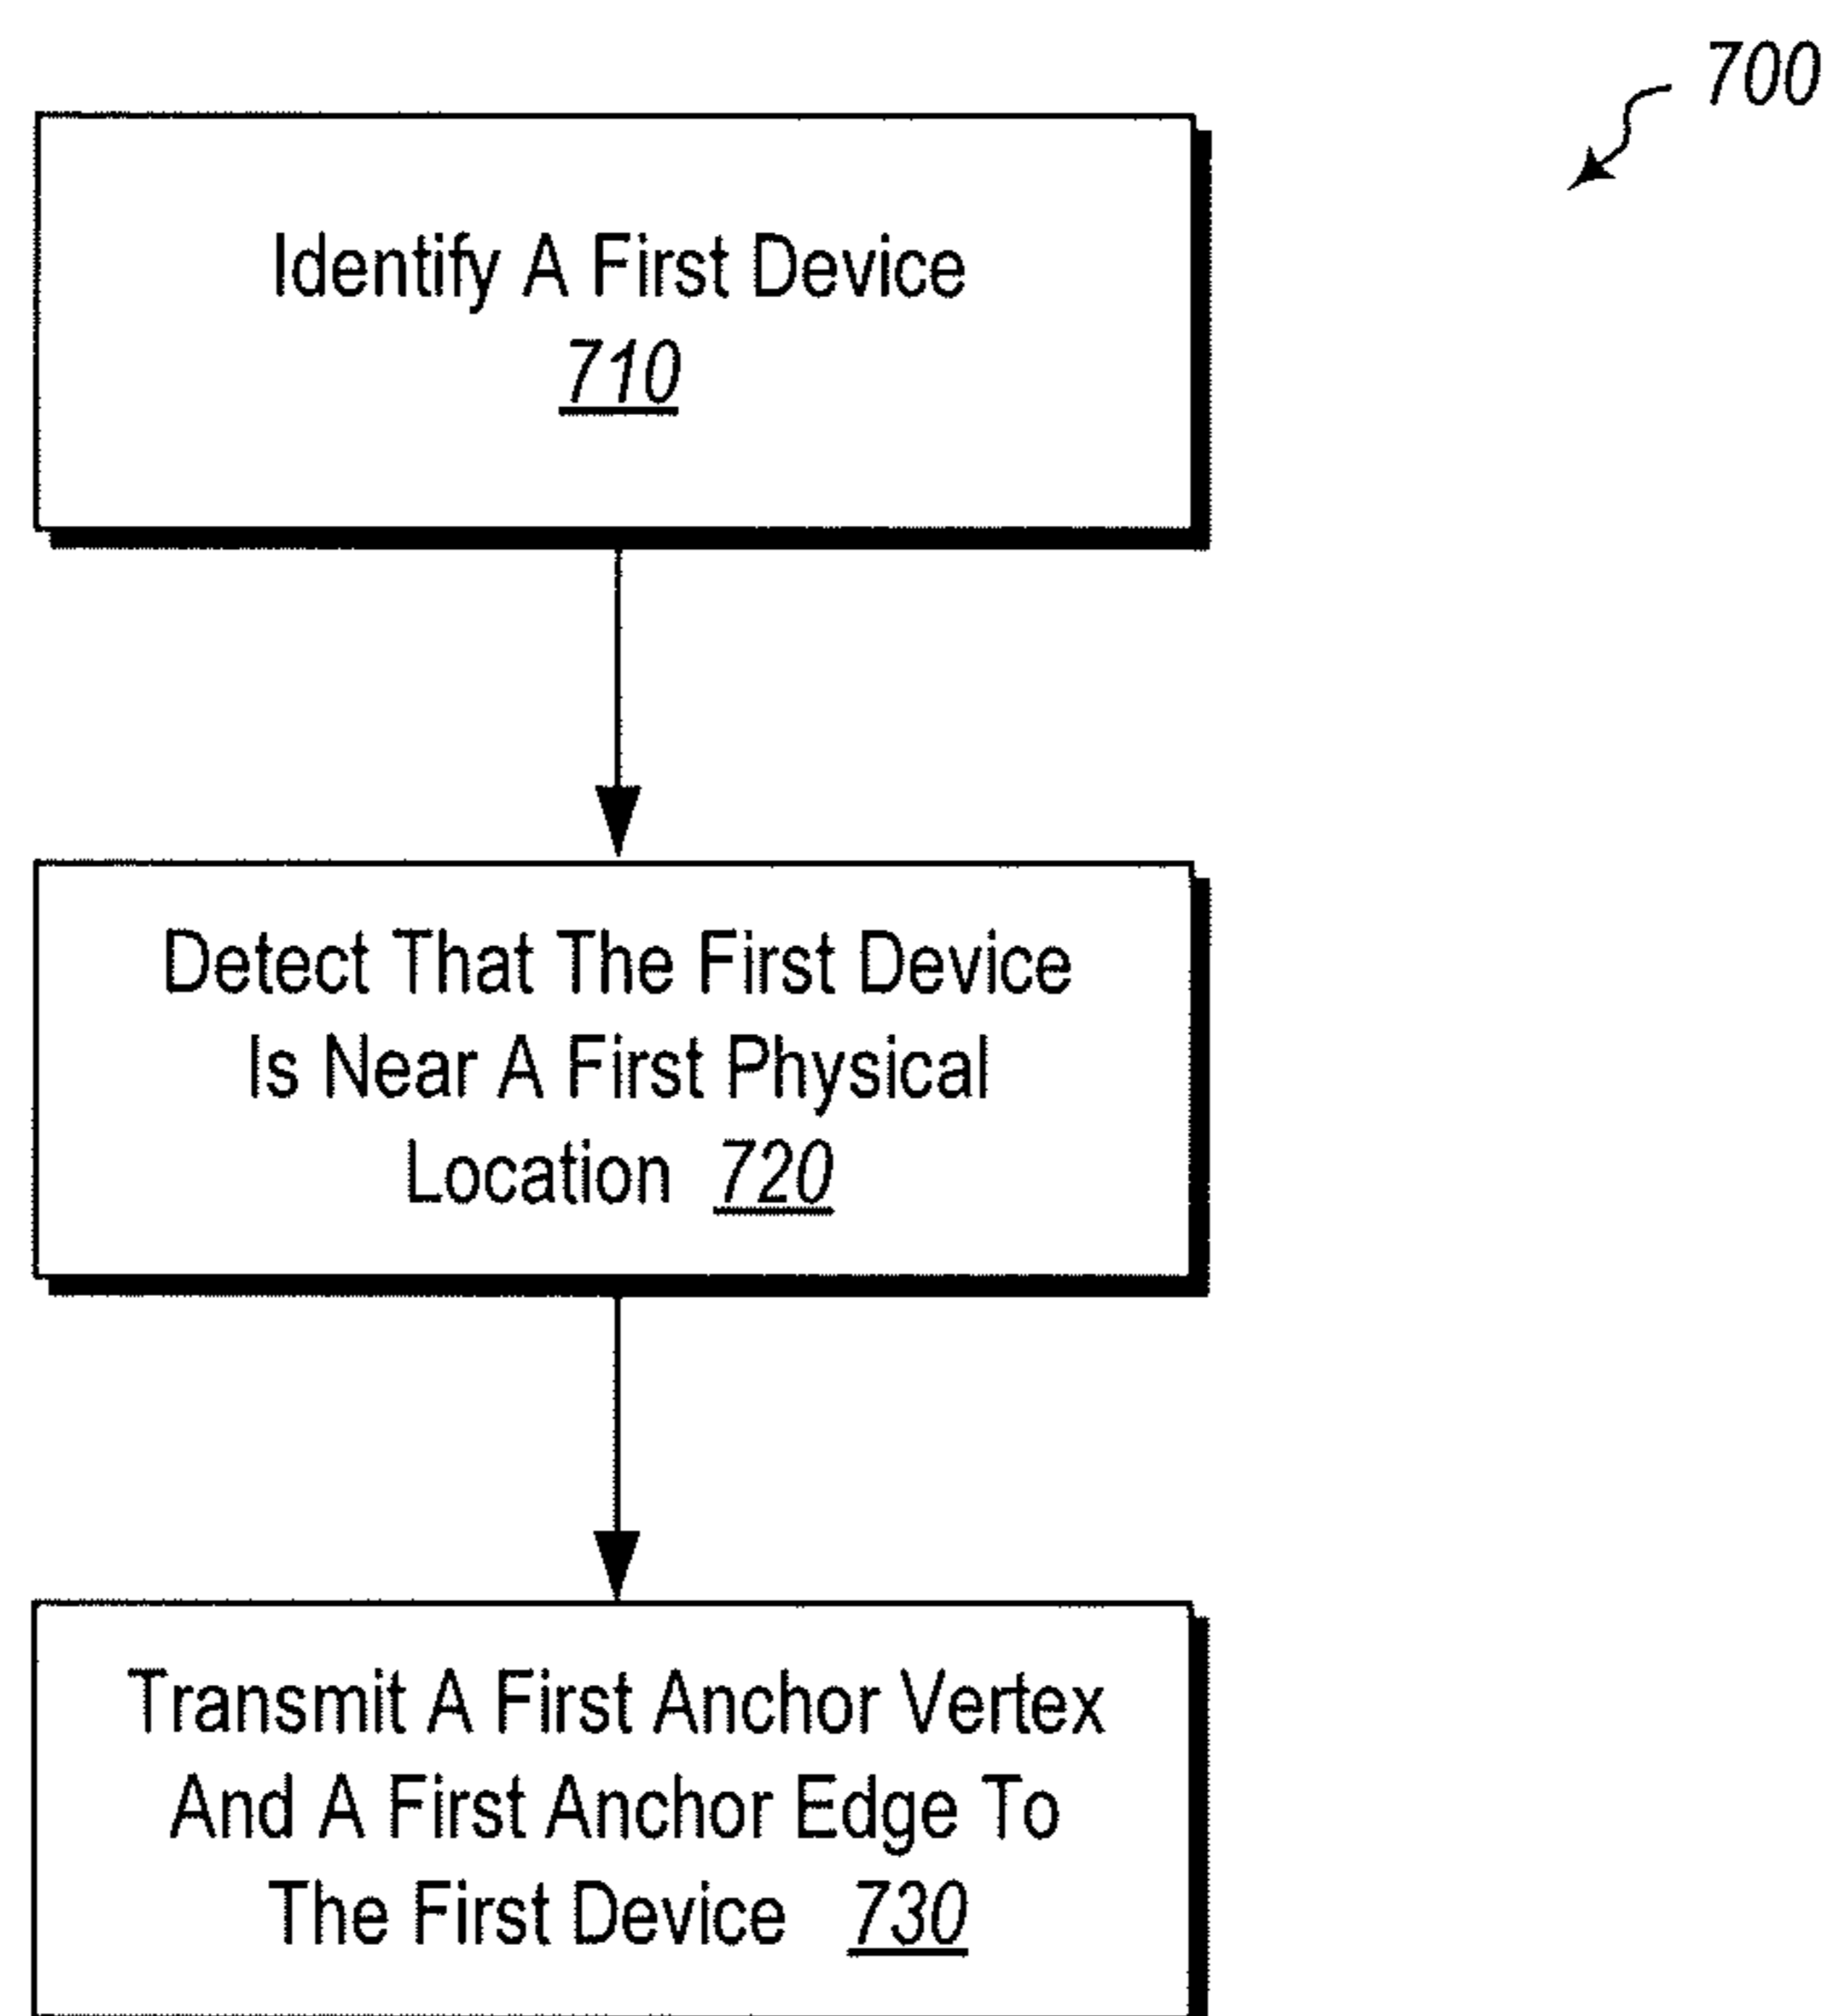 700
Identify A First Device
710
Detect That The First Device
Is Near A First Physical
Location 720
Transmit A First Anchor Vertex
And A First Anchor Edge To
The First Device 730